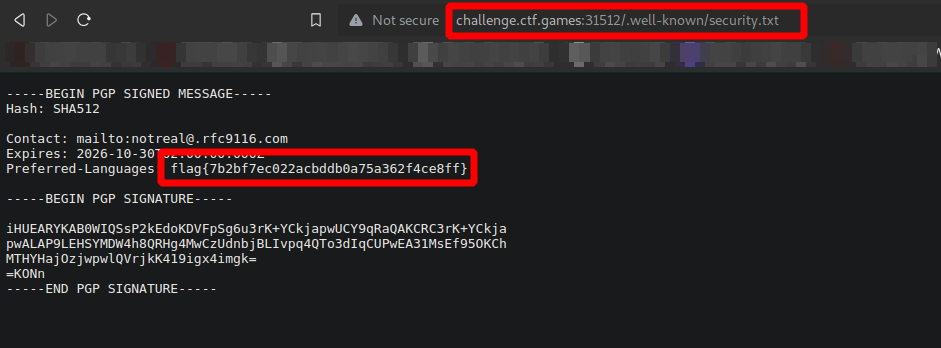 Not secure challenge.ctf.games:31512/.well-known/security.txt
-----BEGIN PGP SIGNED MESSAGE-----
Hash: SHA512
Contact: mailto:notreal@.rfc9116.com
Expires: 2026-10-30
Preferred-Languages flag{7b2bf7ec022acbddb0a75a362f4ce8ff}
-----BEGIN PGP SIGNATURE-----
iHUEARYKAB0WIQSsP2kEdoKDVFpSg6u3rK+YCkjapwUCY9qRaQAKCRC3rK+YCkja
pwALAP9LEHSYMDW4h8QRHg4MwCzUdnbjBLIvpq4QTo3dIqCUPwEA31MsEf95OKCh
MTHYHajOzjwpwlQVrjkK419igx4imgk=
=KONn
-----END PGP SIGNATURE-----